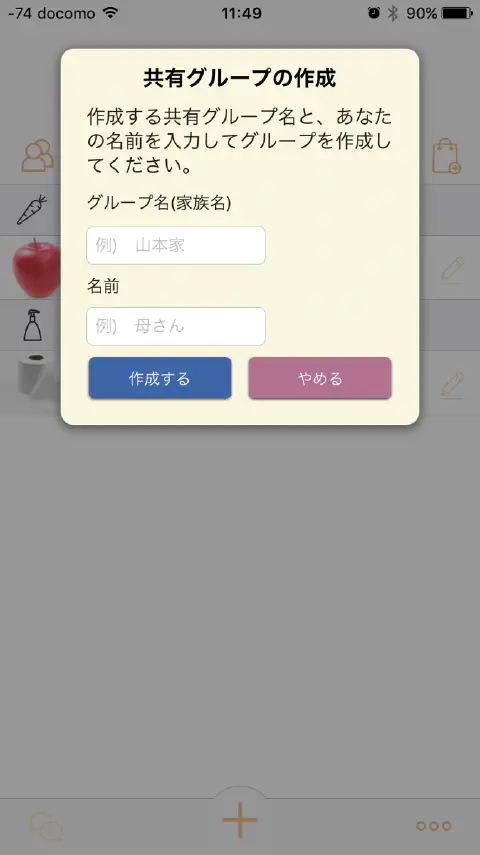 -74 docomo 11:49 90%
共有グループの作成
作成する共有グループ名と、あなた
の名前を入力してグループを作成し
てください。
グループ名(家族名)
例)　山本家
名前
例)　母さん
作成する やめる